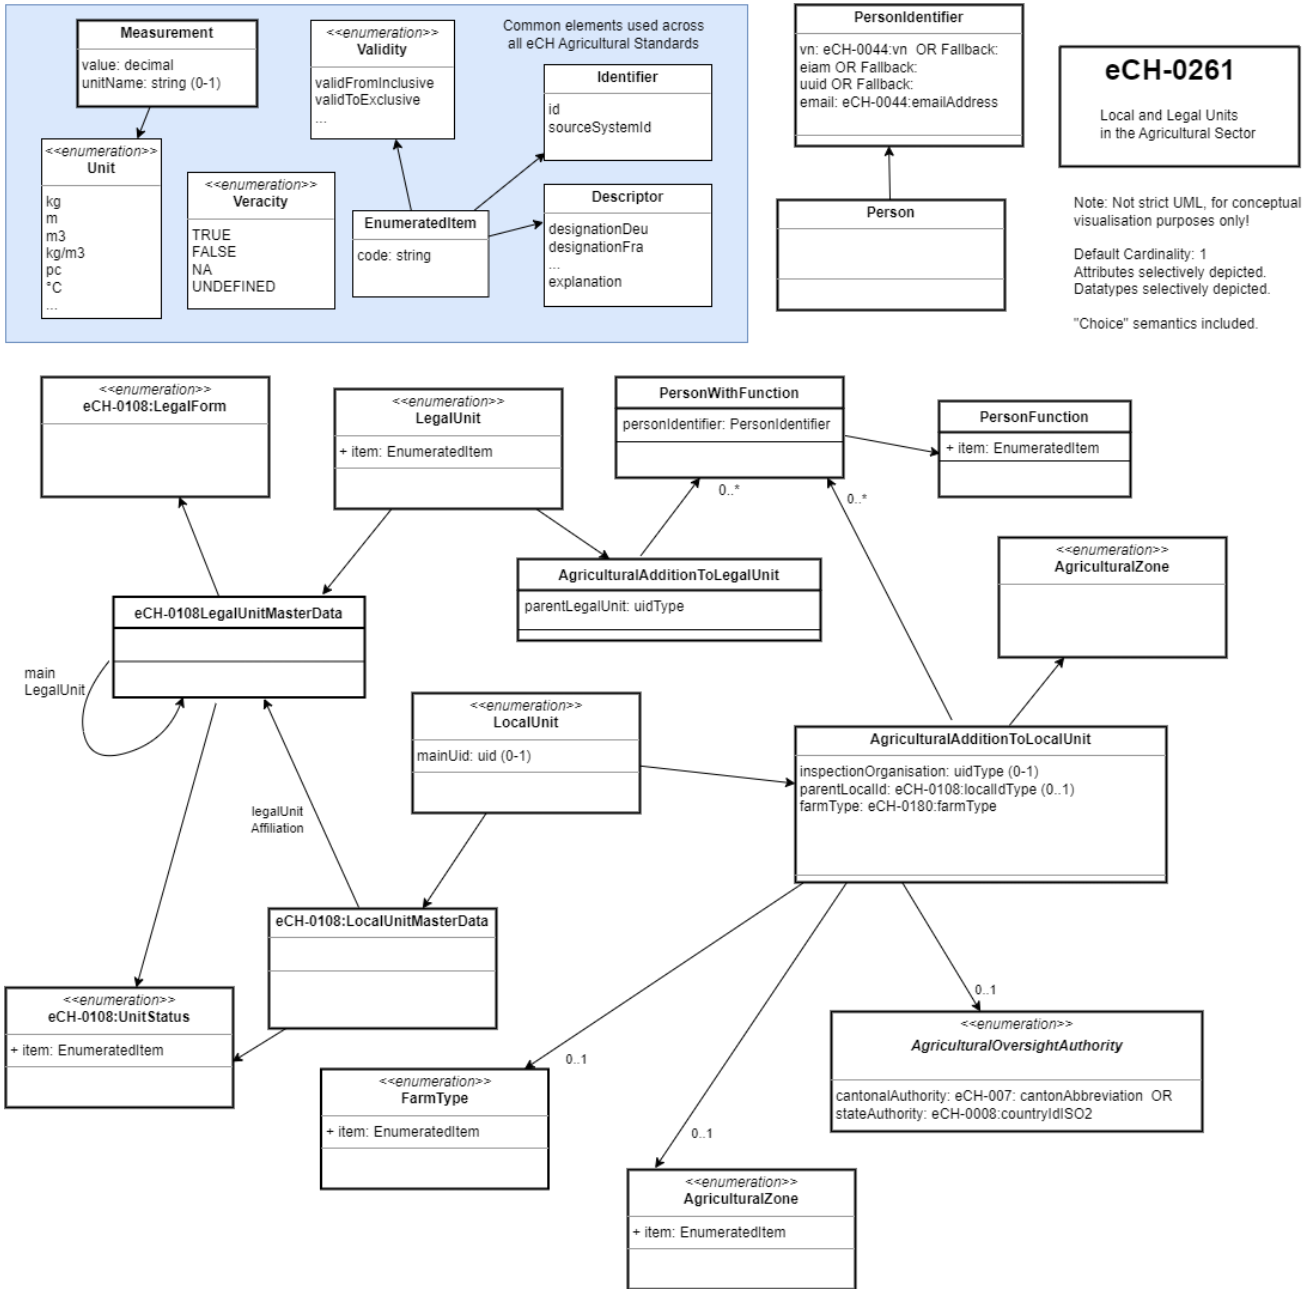 Common elements used across
all eCH Agricultural Standards
Measurement
value: decimal
unitName: string (0-1)
<<enumeration>>
Unit
kg
m
m3
kg/m3
pc
°C
...
<<enumeration>>
Veracity
TRUE
FALSE
NA
UNDEFINED
<<enumeration>>
Validity
validFromInclusive
validToExclusive
...
EnumeratedItem
code: string
Identifier
id
sourceSystemId
Descriptor
designationDeu
designationFra
...
explanation
PersonIdentifier
vn: eCH-0044:vn OR Fallback:
eiam OR Fallback:
uuid OR Fallback:
email: eCH-0044:emailAddress
Person
eCH-0261
Local and Legal Units
in the Agricultural Sector
Note: Not strict UML, for conceptual
visualisation purposes only!
Default Cardinality: 1
Attributes selectively depicted.
Datatypes selectively depicted.
"Choice" semantics included.
<<enumeration>>
eCH-0108:LegalForm
<<enumeration>>
LegalUnit
+ item: EnumeratedItem
PersonWithFunction
personIdentifier: PersonIdentifier
PersonFunction
+ item: EnumeratedItem
0..*
0..*
AgriculturalAdditionToLegalUnit
parentLegalUnit: uidType
<<enumeration>>
AgriculturalZone
eCH-0108LegalUnitMasterData
main
LegalUnit
<<enumeration>>
LocalUnit
mainUid: uid (0-1)
AgriculturalAdditionToLocalUnit
inspectionOrganisation: uidType (0-1)
parentLocalId: eCH-0108:localIdType (0..1)
farmType: eCH-0180:farmType
legalUnit
Affiliation
eCH-0108:LocalUnitMasterData
<<enumeration>>
eCH-0108:UnitStatus
+ item: EnumeratedItem
0..1
<<enumeration>>
FarmType
+ item: EnumeratedItem
0..1
<<enumeration>>
AgriculturalZone
+ item: EnumeratedItem
0..1
<<enumeration>>
AgriculturalOversightAuthority
cantonalAuthority: eCH-007: cantonAbbreviation OR
stateAuthority: eCH-0008:countryIdISO2